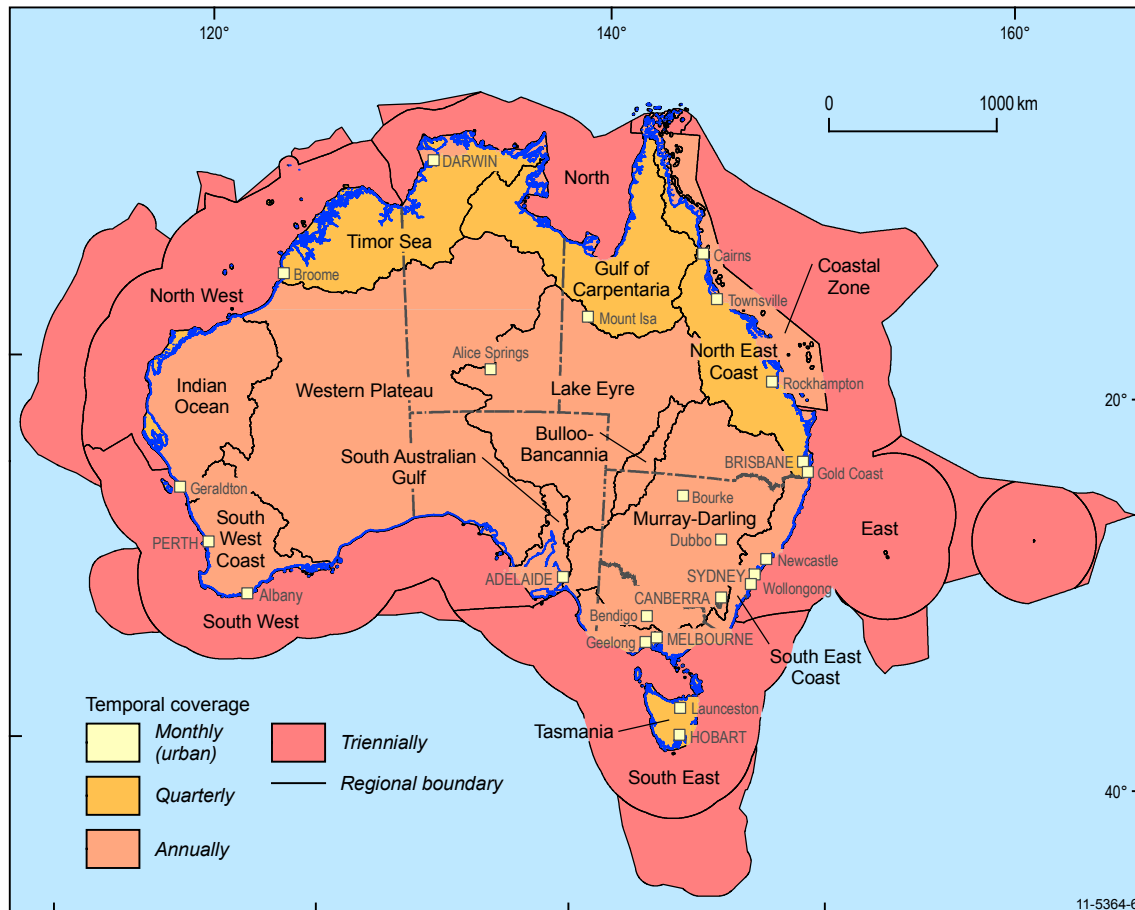 120°
140°
160°
0
1000 km
DARWIN
North
Timor Sea
Broome
Cairns
Gulf of
Carpentaria
Coastal
Zone
North West
Townsville
Mount Isa
Alice Springs
North East
Coast
Indian
Ocean
Western Plateau
Lake Eyre
Rockhampton
20°
Bulloo-
Bancannia
South Australian
Gulf
BRISBANE
Gold Coast
Geraldton
Bourke
Murray-Darling
South
West
Coast
East
PERTH
Dubbo
Newcastle
ADELAIDE
SYDNEY
Wollongong
Albany
CANBERRA
South West
Bendigo
Geelong
MELBOURNE
South East
Coast
Temporal coverage
Monthly
(urban)
Triennially
Launceston
Tasmania
HOBART
Regional boundary
South East
Quarterly
40°
Annually
11-5364-6